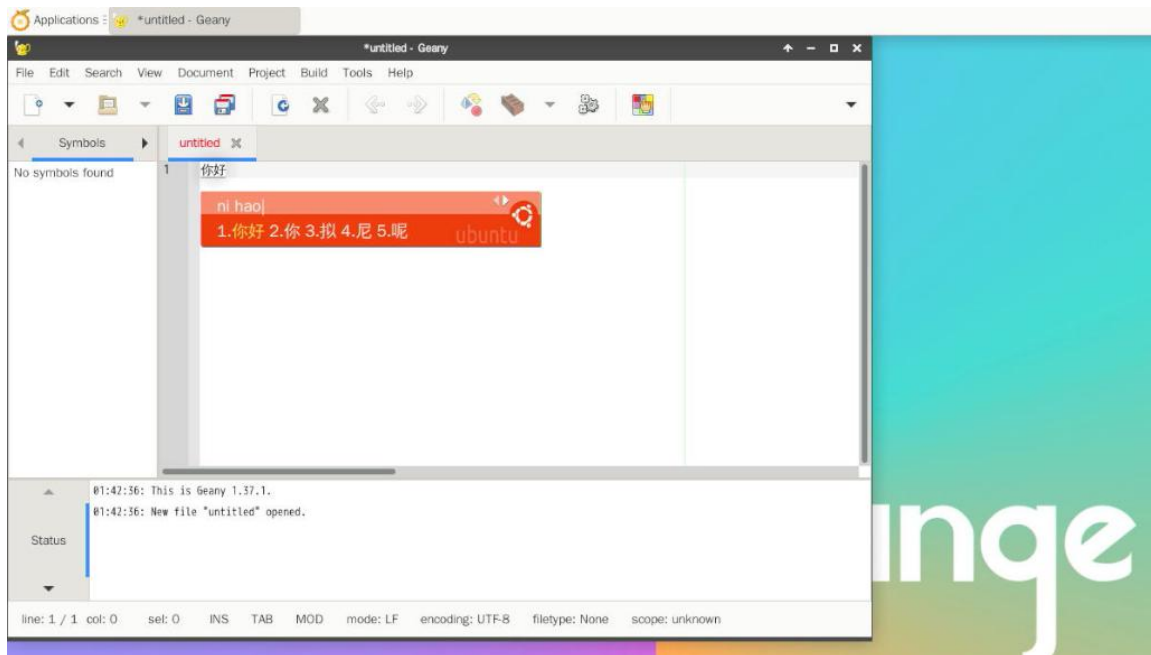 Applications *untitled - Geany
*untitled - Geany
File Edit Search View Document Project Build Tools Help
Symbols untitled
No symbols found 1 你好
ni hao
1.你好 2.你 3.拟 4.尼 5.呢 ubuntu
01:42:36: This is Geany 1.37.1.
01:42:36: New file "untitled" opened.
Status
line: 1 / 1 col: 0 sel: 0 INS TAB MOD mode: LF encoding: UTF-8 filetype: None scope: unknown
nge